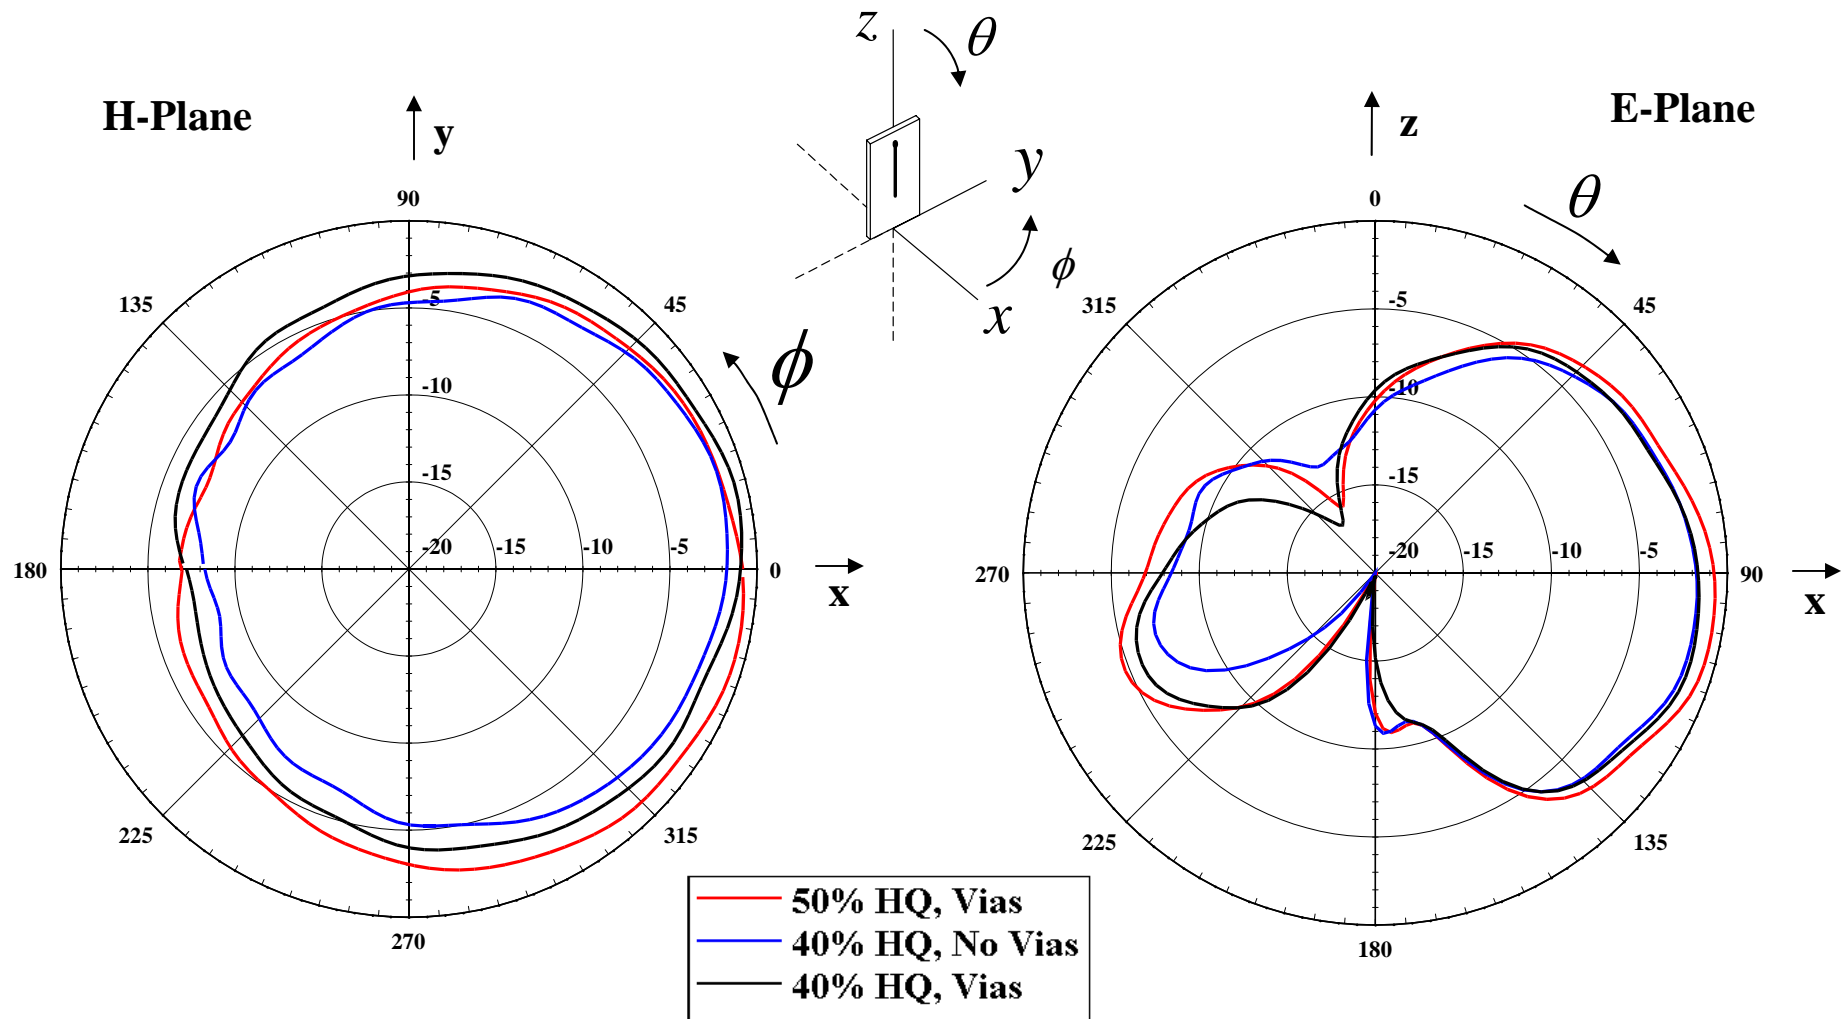 z
θ
y
ϕ
x
H-Plane
y
90
135
45
-5
-10
-15
-20
-15
-10
-5
180
0
x
ϕ
225
315
270
E-Plane
z
θ
0
315
45
-5
-10
-15
-20
-15
-10
-5
270
90
x
225
135
180
50% HQ, Vias
40% HQ, No Vias
40% HQ, Vias